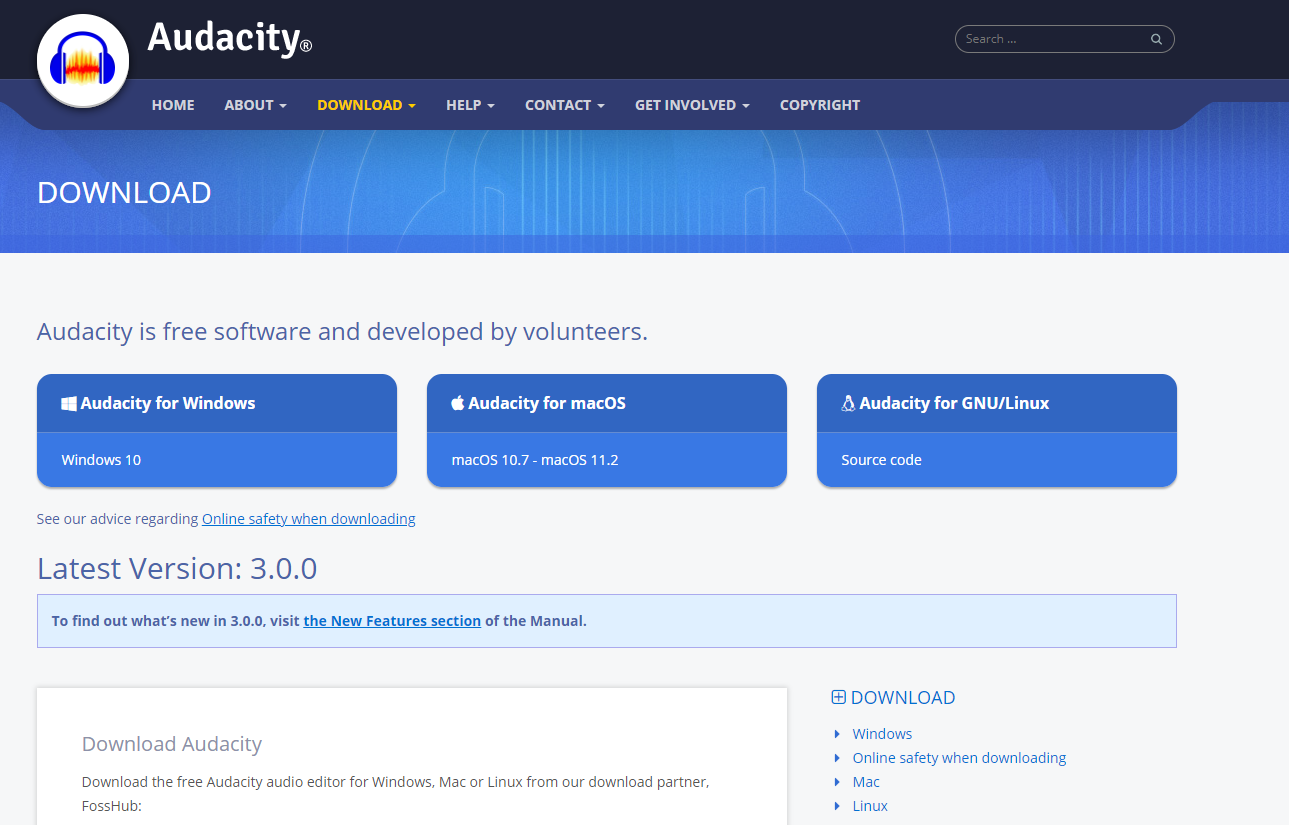 Audacity®
Search ...
HOME ABOUT DOWNLOAD HELP CONTACT GET INVOLVED COPYRIGHT
DOWNLOAD
Audacity is free software and developed by volunteers.
Audacity for Windows
Windows 10
Audacity for macOS
macOS 10.7 - macOS 11.2
Audacity for GNU/Linux
Source code
See our advice regarding Online safety when downloading
Latest Version: 3.0.0
To find out what’s new in 3.0.0, visit the New Features section of the Manual.
Download Audacity
Download the free Audacity audio editor for Windows, Mac or Linux from our download partner,
FossHub:
DOWNLOAD
Windows
Online safety when downloading
Mac
Linux